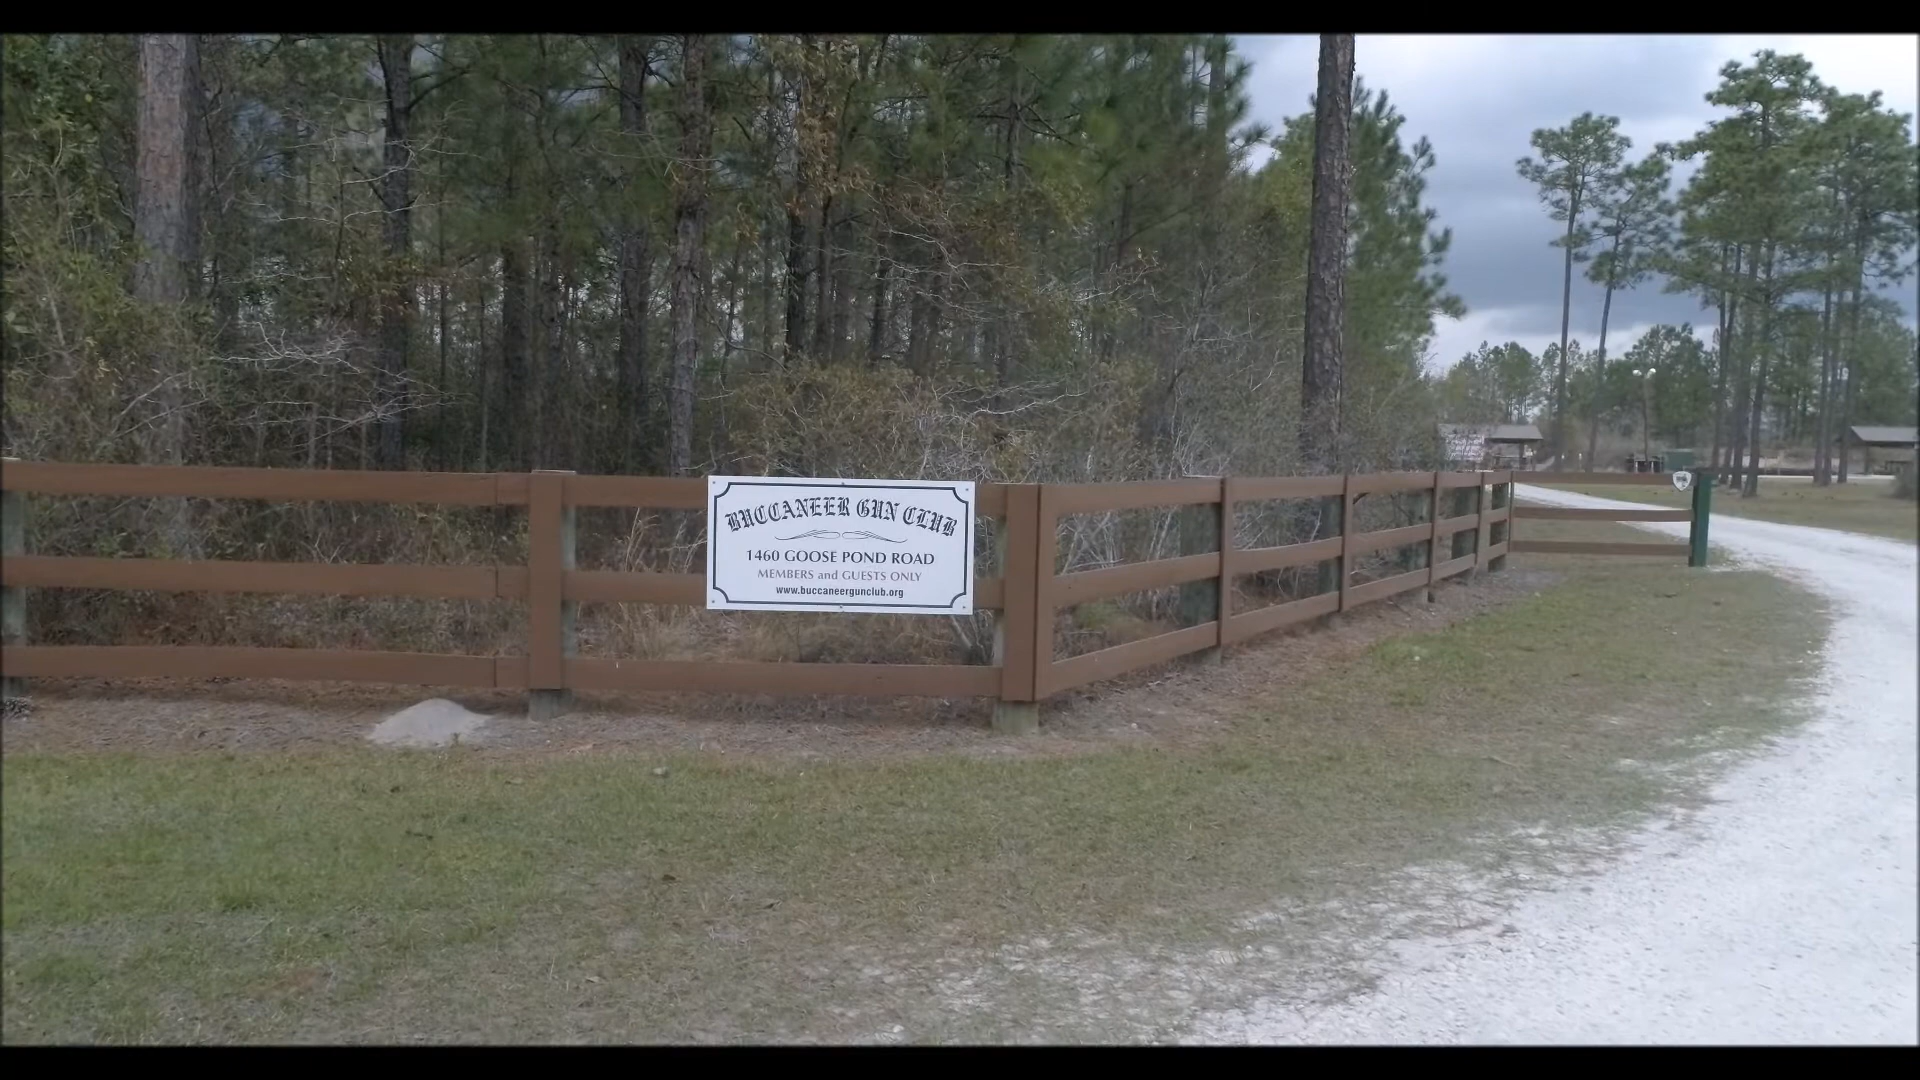 BUCCANEER GUN CLUB
1460 GOOSE POND ROAD
MEMBERS and GUESTS ONLY
www.buccaneergunclub.org